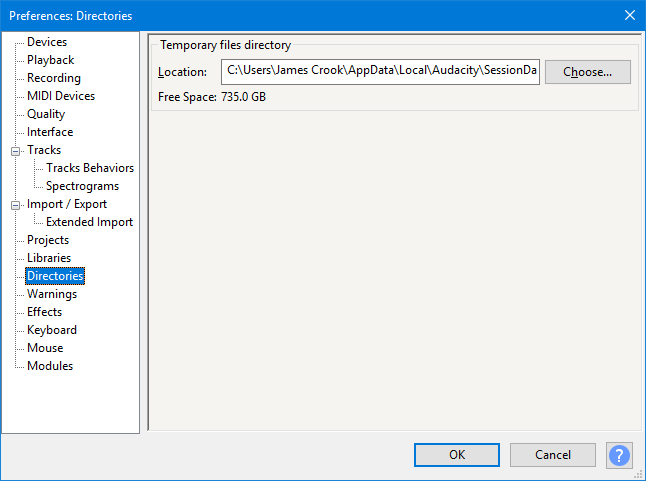 Preferences: Directories
Devices
Playback
Recording
MIDI Devices
Quality
Interface
Tracks
Tracks Behaviors
Spectrograms
Import / Export
Extended Import
Projects
Libraries
Directories
Warnings
Effects
Keyboard
Mouse
Modules
Temporary files directory
Location: C:\Users\James Crook\AppData\Local\Audacity\SessionDa Choose...
Free Space: 735.0 GB
OK Cancel ?